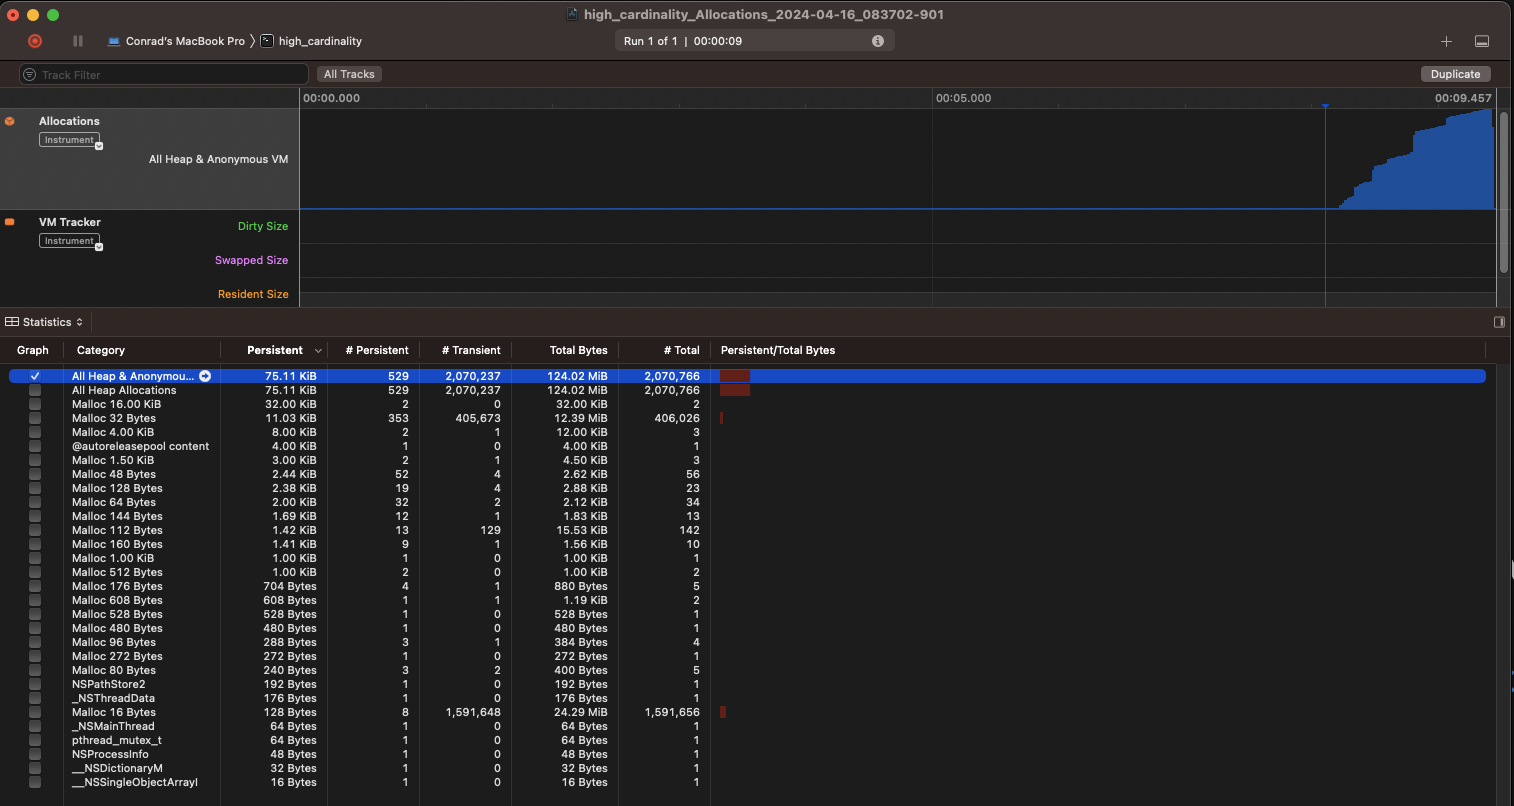 high_cardinality_Allocations_2024-04-16_083702-901
Conrad's MacBook Pro 〉 high_cardinality
Run 1 of 1 | 00:00:09
Track Filter
All Tracks
Duplicate
00:00.000 00:05.000 00:09.457
Allocations
Instrument
All Heap & Anonymous VM
VM Tracker
Instrument
Dirty Size
Swapped Size
Resident Size
Statistics
Graph Category Persistent # Persistent # Transient Total Bytes # Total Persistent/Total Bytes
All Heap & Anonymou... 75.11 KiB 529 2,070,237 124.02 MiB 2,070,766
All Heap Allocations 75.11 KiB 529 2,070,237 124.02 MiB 2,070,766
Malloc 16.00 KiB 32.00 KiB 2 0 32.00 KiB 2
Malloc 32 Bytes 11.03 KiB 353 405,673 12.39 MiB 406,026
Malloc 4.00 KiB 8.00 KiB 2 1 12.00 KiB 3
@autoreleasepool content 4.00 KiB 1 0 4.00 KiB 1
Malloc 1.50 KiB 3.00 KiB 2 1 4.50 KiB 3
Malloc 48 Bytes 2.44 KiB 52 4 2.62 KiB 56
Malloc 128 Bytes 2.38 KiB 19 4 2.88 KiB 23
Malloc 64 Bytes 2.00 KiB 32 2 2.12 KiB 34
Malloc 144 Bytes 1.69 KiB 12 1 1.83 KiB 13
Malloc 112 Bytes 1.42 KiB 13 129 15.53 KiB 142
Malloc 160 Bytes 1.41 KiB 9 1 1.56 KiB 10
Malloc 1.00 KiB 1.00 KiB 1 0 1.00 KiB 1
Malloc 512 Bytes 1.00 KiB 2 0 1.00 KiB 2
Malloc 176 Bytes 704 Bytes 4 1 880 Bytes 5
Malloc 608 Bytes 608 Bytes 1 1 1.19 KiB 2
Malloc 528 Bytes 528 Bytes 1 0 528 Bytes 1
Malloc 480 Bytes 480 Bytes 1 0 480 Bytes 1
Malloc 96 Bytes 288 Bytes 3 1 384 Bytes 4
Malloc 272 Bytes 272 Bytes 1 0 272 Bytes 1
Malloc 80 Bytes 240 Bytes 3 2 400 Bytes 5
NSPathStore2 192 Bytes 1 0 192 Bytes 1
_NSThreadData 176 Bytes 1 0 176 Bytes 1
Malloc 16 Bytes 128 Bytes 8 1,591,648 24.29 MiB 1,591,656
_NSMainThread 64 Bytes 1 0 64 Bytes 1
pthread_mutex_t 64 Bytes 1 0 64 Bytes 1
NSProcessInfo 48 Bytes 1 0 48 Bytes 1
__NSDictionaryM 32 Bytes 1 0 32 Bytes 1
__NSSingleObjectArrayI 16 Bytes 1 0 16 Bytes 1